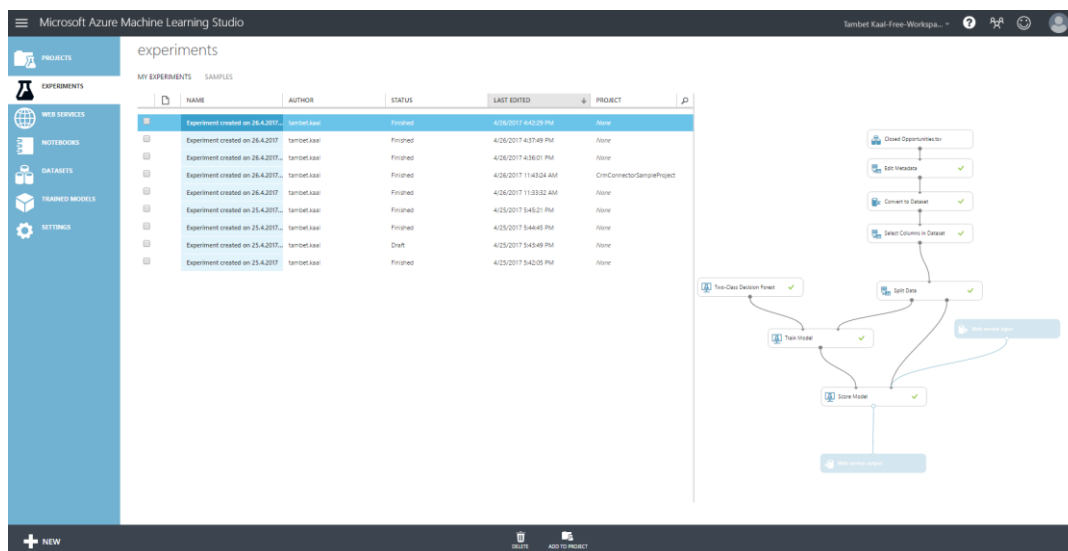 Microsoft Azure Machine Learning Studio
Tambet Kaal-Free-Workspa...
?
PROJECTS
EXPERIMENTS
WEB SERVICES
NOTEBOOKS
DATASETS
TRAINED MODELS
SETTINGS
experiments
MY EXPERIMENTS SAMPLES
NAME AUTHOR STATUS LAST EDITED PROJECT
Experiment created on 26.4.2017... tambet.kaal Finished 4/26/2017 4:42:29 PM None
Experiment created on 26.4.2017 tambet.kaal Finished 4/26/2017 4:37:49 PM None
Experiment created on 26.4.2017... tambet.kaal Finished 4/26/2017 4:36:01 PM None
Experiment created on 26.4.2017... tambet.kaal Finished 4/26/2017 11:43:24 AM CrmConnectorSampleProject
Experiment created on 26.4.2017... tambet.kaal Finished 4/26/2017 11:33:32 AM None
Experiment created on 25.4.2017... tambet.kaal Finished 4/25/2017 5:45:21 PM None
Experiment created on 25.4.2017... tambet.kaal Finished 4/25/2017 5:44:45 PM None
Experiment created on 25.4.2017... tambet.kaal Draft 4/25/2017 5:43:49 PM None
Experiment created on 25.4.2017 tambet.kaal Finished 4/25/2017 5:42:05 PM None
Closed Opportunities.tsv
Edit Metadata
Convert to Dataset
Select Columns in Dataset
Two-Class Decision Forest
Split Data
Web service input
Train Model
Score Model
Web service output
NEW
DELETE
ADD TO PROJECT